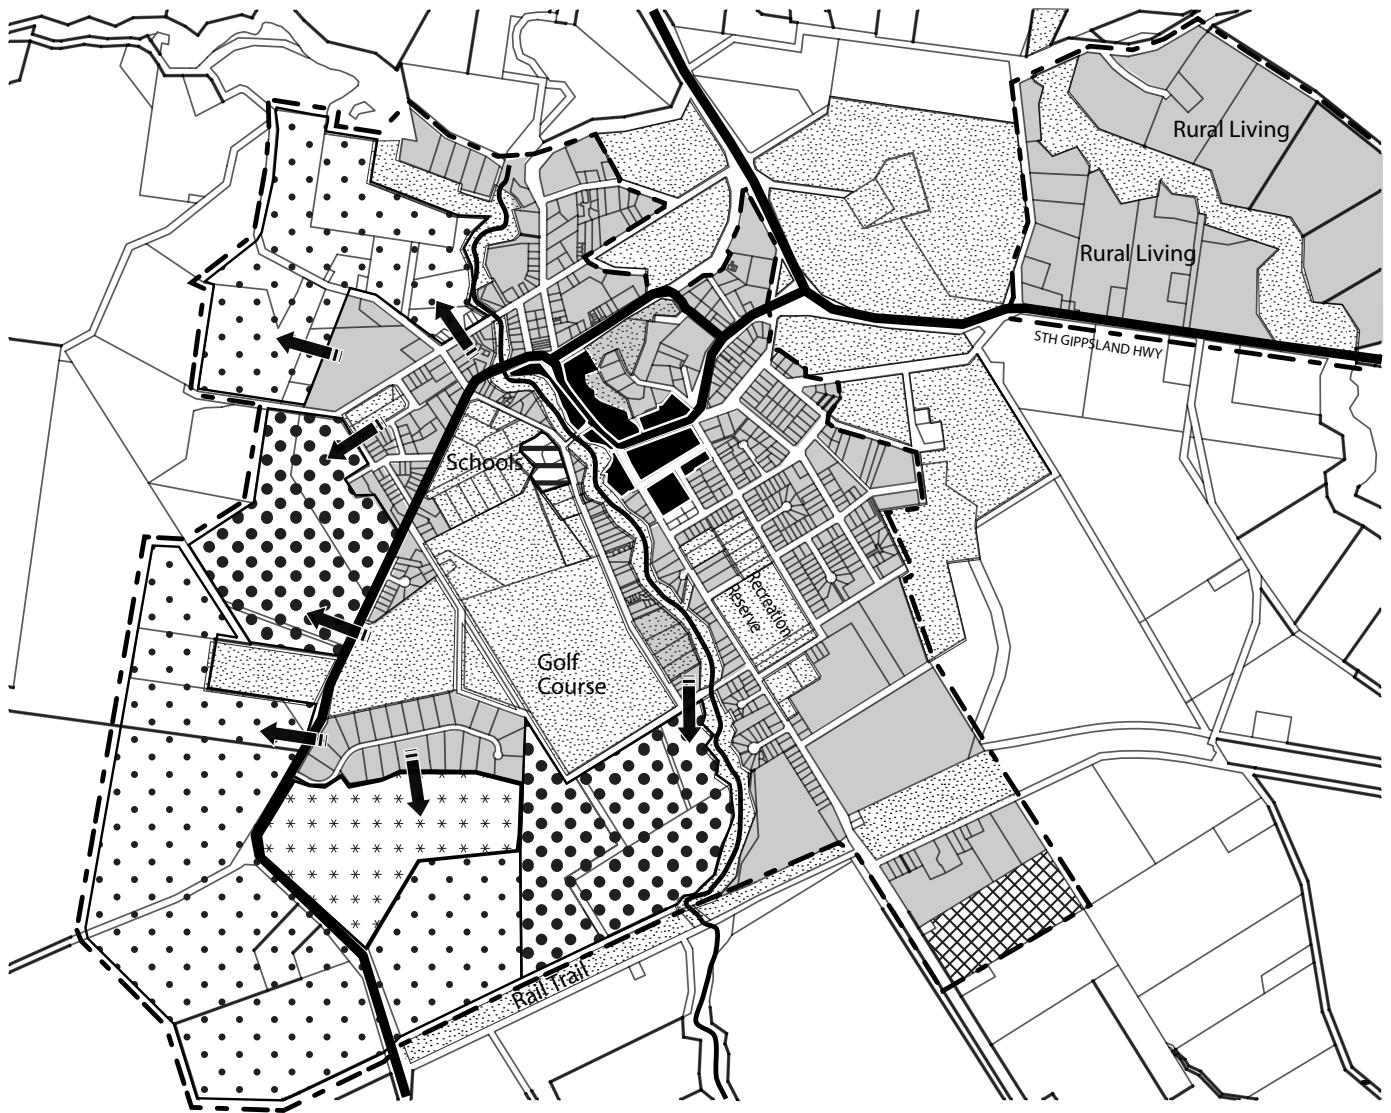 Rural Living
Rural Living
STH GIPPSLAND HWY
Schools
Recreation
Reserve
Golf
Course
Rail Trail